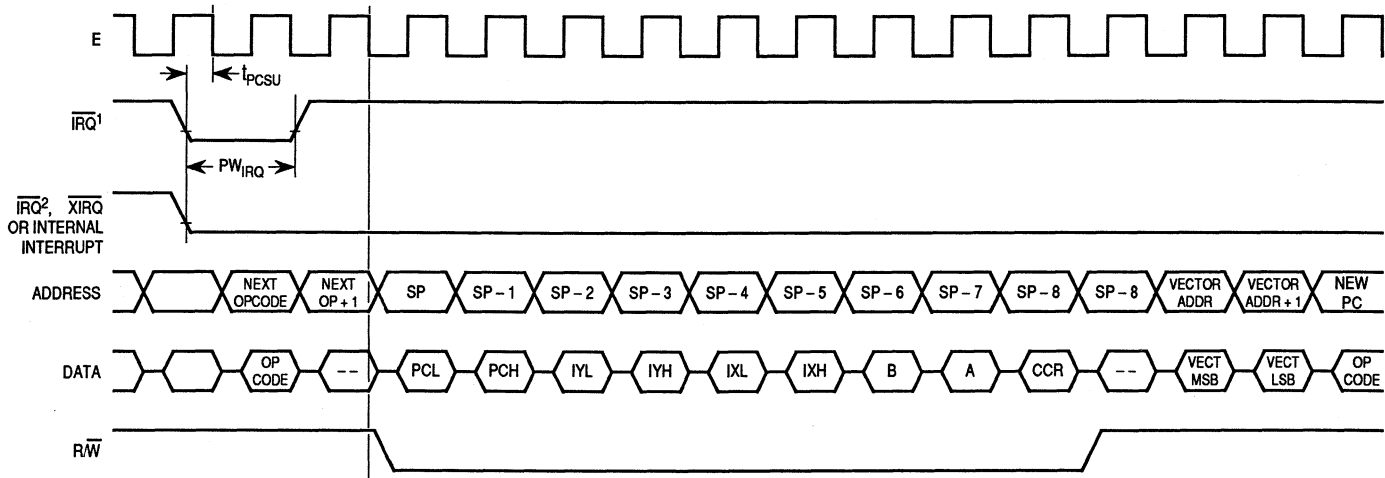 E
tPCSU
IRQ1
PWIRQ
IRQ2, XIRQ
OR INTERNAL
INTERRUPT
ADDRESS
NEXT
OPCODE
NEXT
OP + 1
SP
SP – 1
SP – 2
SP – 3
SP – 4
SP – 5
SP – 6
SP – 7
SP – 8
SP – 8
VECTOR
ADDR
VECTOR
ADDR + 1
NEW
PC
DATA
OP
CODE
– –
PCL
PCH
IYL
IYH
IXL
IXH
B
A
CCR
– –
VECT
MSB
VECT
LSB
OP
CODE
R/W